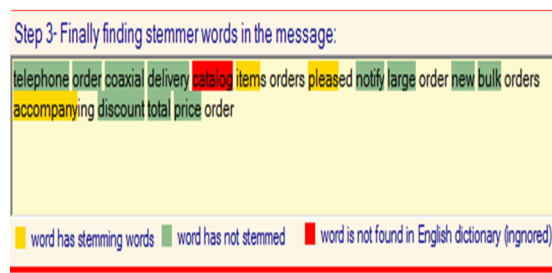 Step 3- Finally finding stemmer words in the message:
telephone order coaxial delivery catalog items orders pleased notify large order new bulk orders
accompanying discount total price order
word has stemming words word has not stemmed word is not found in English dictionary (ingnored)